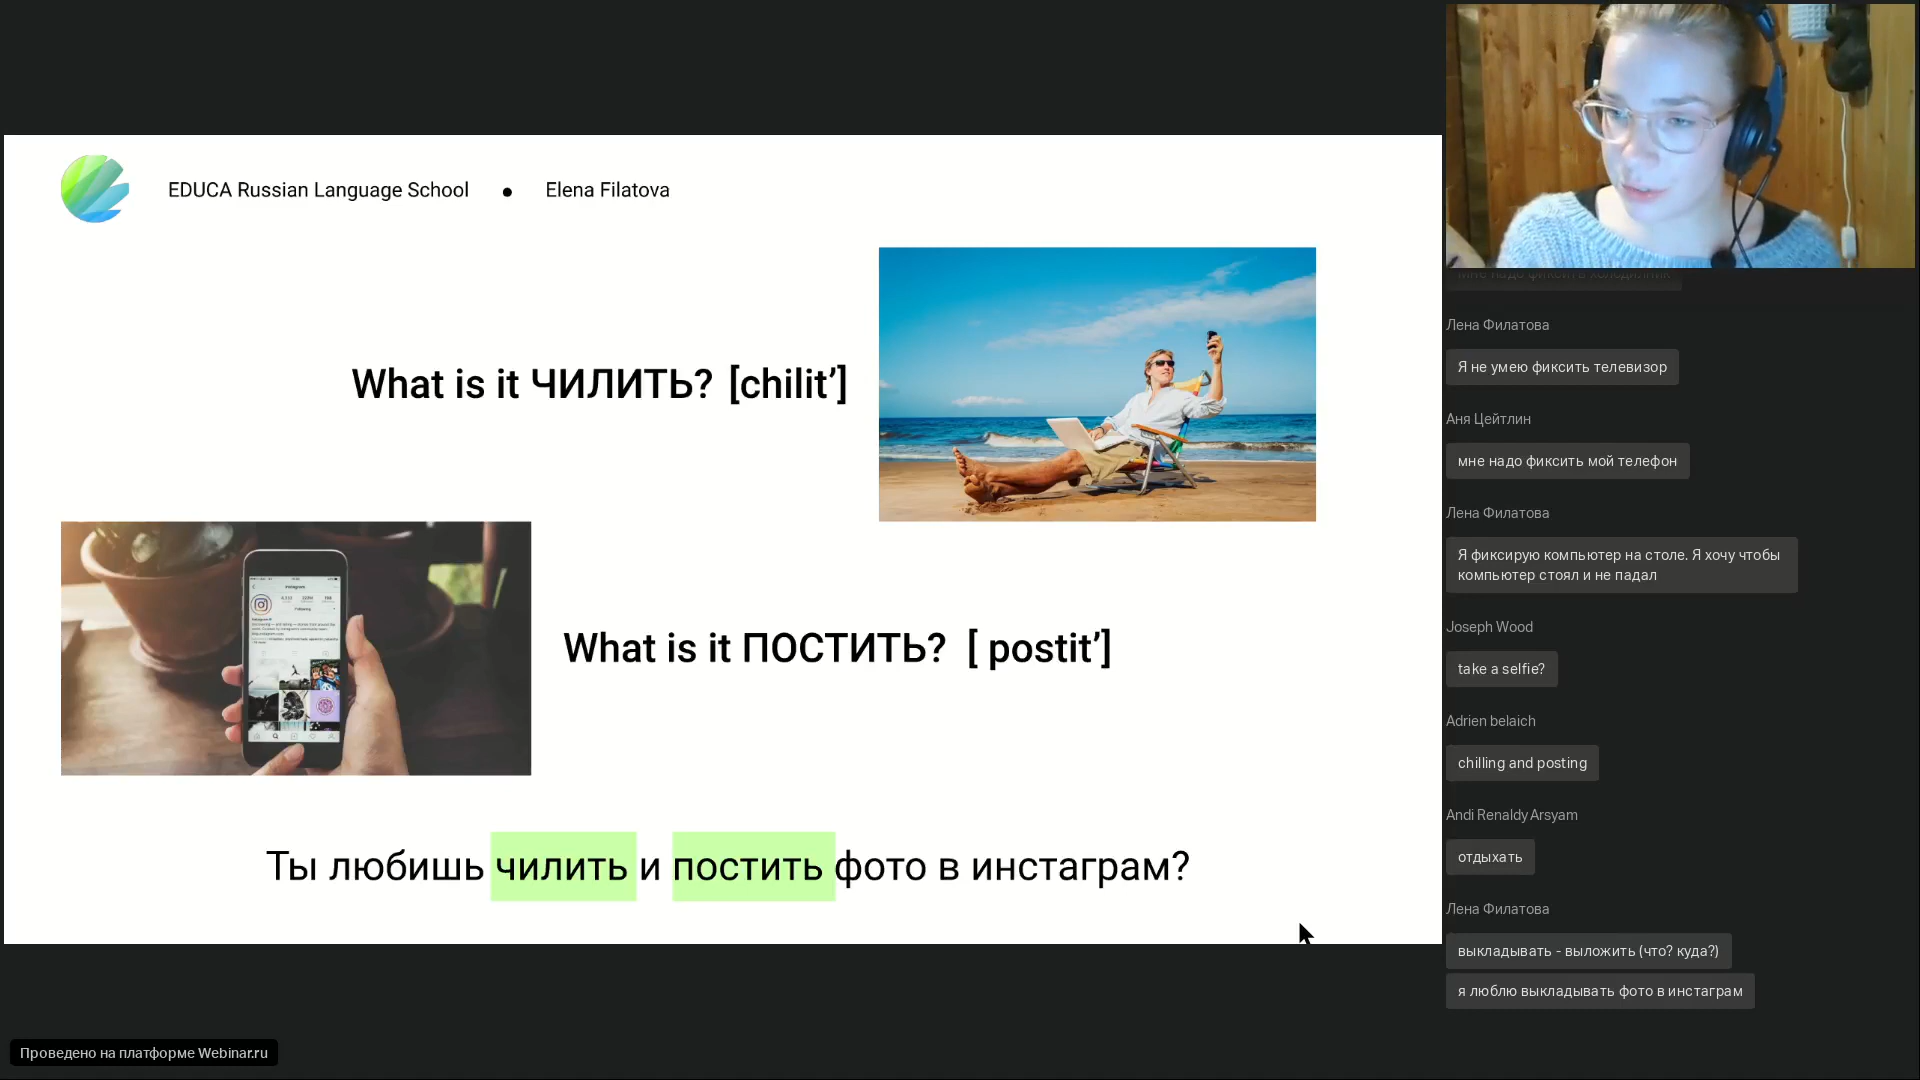 EDUCA Russian Language School • Elena Filatova
What is it ЧИЛИТЬ? [chilit’]
What is it ПОСТИТЬ? [ postit’]
Ты любишь чилить и постить фото в инстаграм?
Проведено на платформе Webinar.ru
Лена Филатова
Я не умею фиксить телевизор
Аня Цейтлин
мне надо фиксить мой телефон
Лена Филатова
Я фиксирую компьютер на столе. Я хочу чтобы
компьютер стоял и не падал
Joseph Wood
take a selfie?
Adrien belaich
chilling and posting
Andi Renaldy Arsyam
отдыхать
Лена Филатова
выкладывать - выложить (что? куда?)
я люблю выкладывать фото в инстаграм